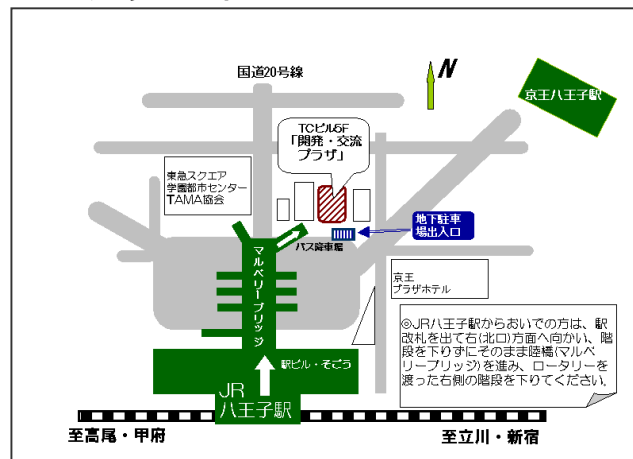 国道20号線
N
京王八王子駅
TCビル5F
「開発・交流
プラザ」
東急スクエア
学園都市センター
TAMA協会
地下駐車
場出入口
バス降車場
マルベリーブリッジ
京王
プラザホテル
◎JR八王子駅からおいでの方は、駅
改札を出て右(北口)方面へ向かい、階
段を下りずにそのまま陸橋(マルベ
リーブリッジ)を進み、ロータリーを
渡った右側の階段を下りてください.
駅ビル・そごう
JR
八王子駅
至高尾・甲府
至立川・新宿